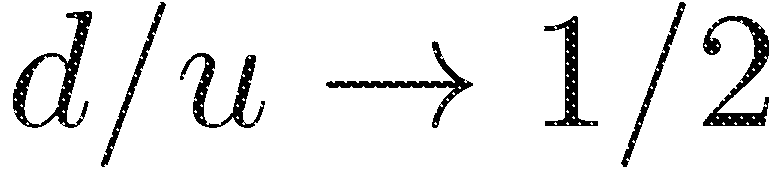 d/u → 1/2